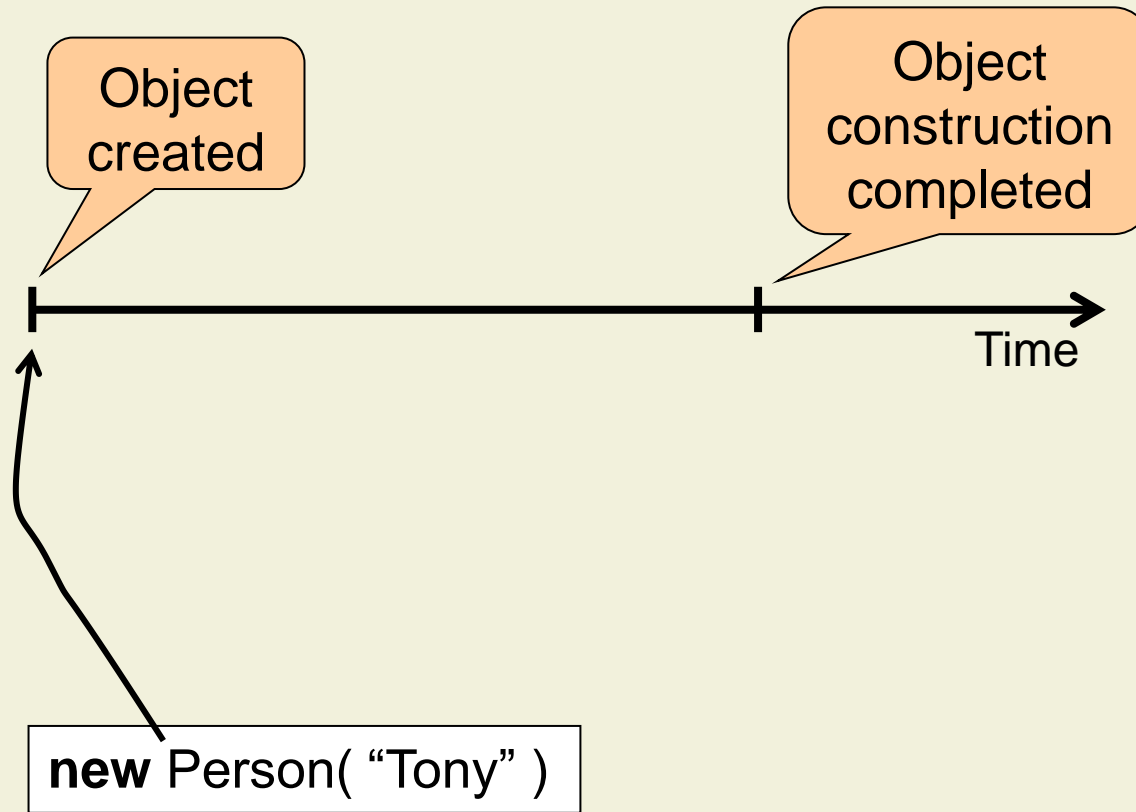 Object
created
Object
construction
completed
Time
new Person( “Tony” )